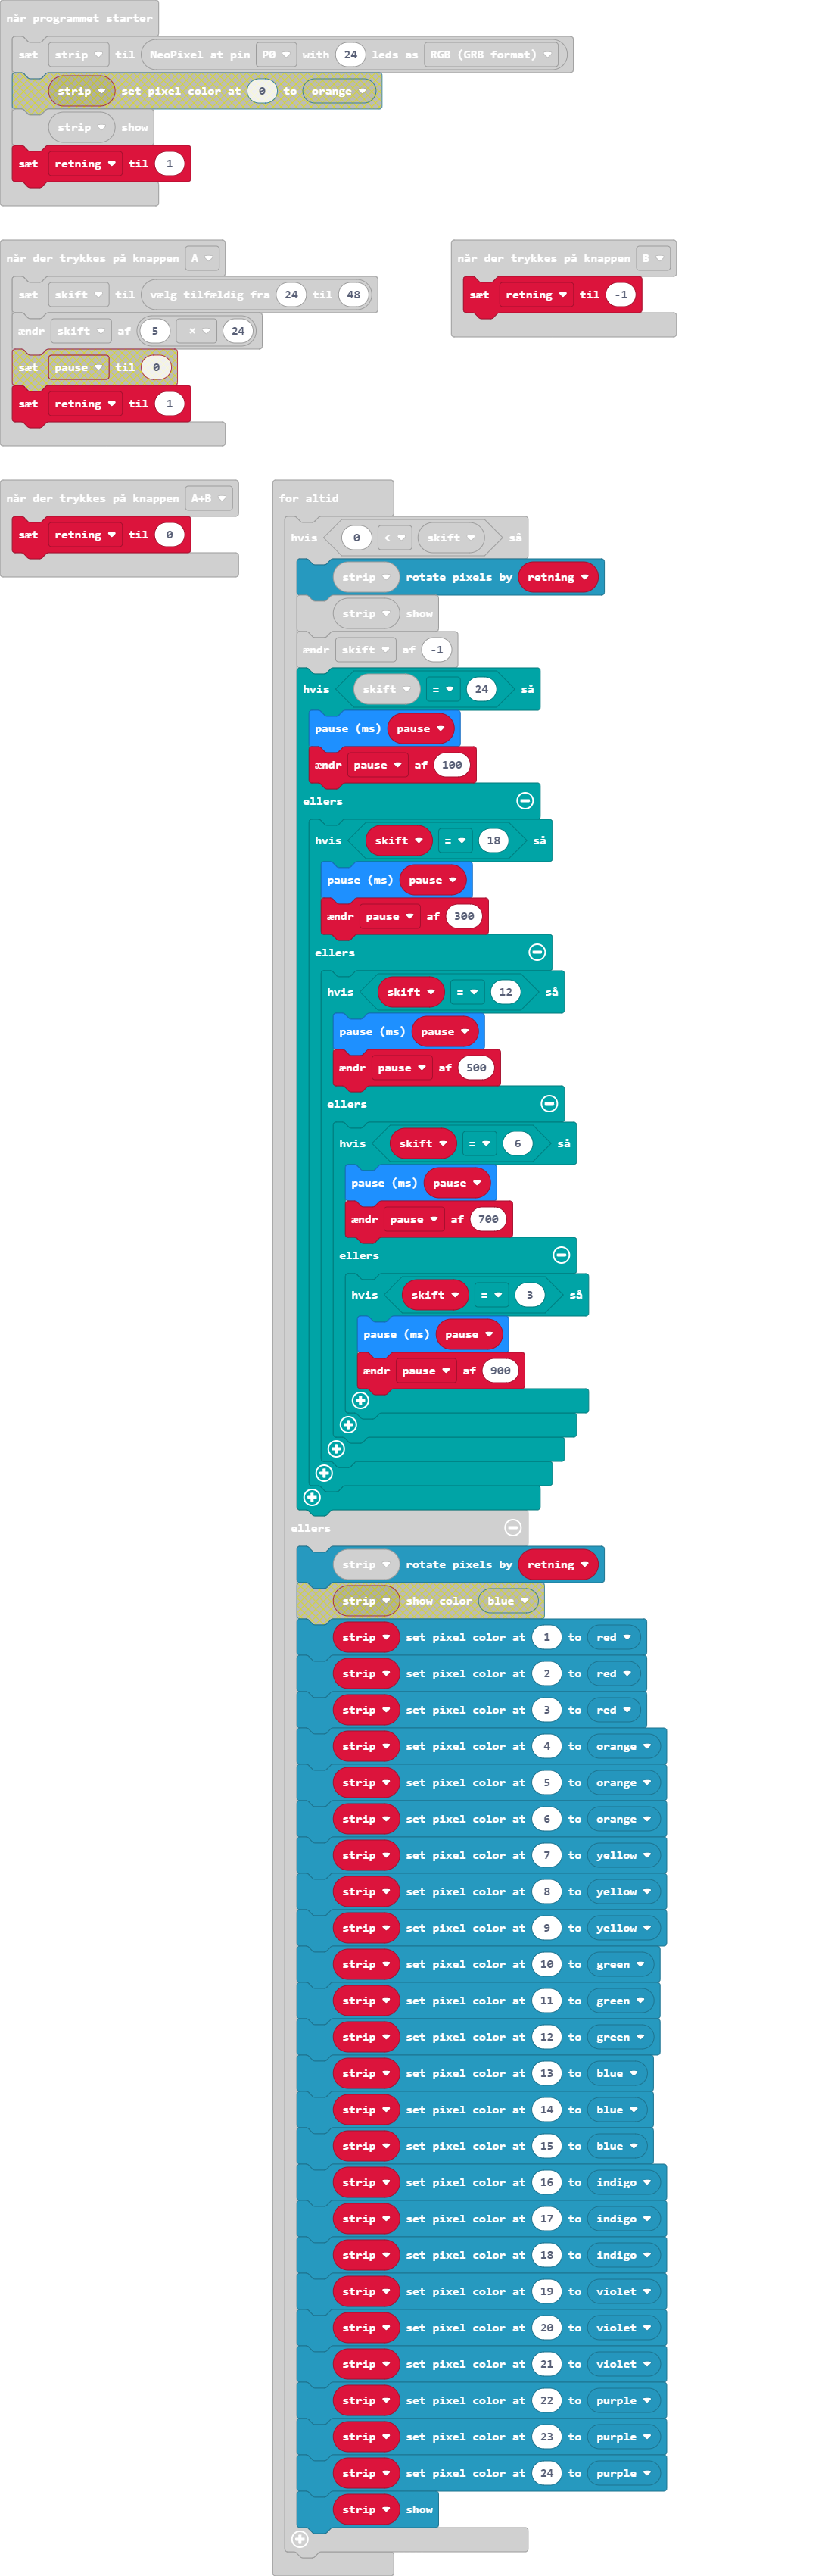 når programmet starter
sæt strip til NeoPixel at pin P0 with 24 leds as RGB (GRB format)
strip set pixel color at 0 to orange
strip show
sæt retning til 1
når der trykkes på knappen A
sæt skift til vælg tilfældig fra 24 til 48
ændr skift af 5 × 24
sæt pause til 0
sæt retning til 1
når der trykkes på knappen B
sæt retning til -1
når der trykkes på knappen A+B
sæt retning til 0
for altid
hvis 0 < skift så
strip rotate pixels by retning
strip show
ændr skift af -1
hvis skift = 24 så
pause (ms) pause
ændr pause af 100
ellers
hvis skift = 18 så
pause (ms) pause
ændr pause af 300
ellers
hvis skift = 12 så
pause (ms) pause
ændr pause af 500
ellers
hvis skift = 6 så
pause (ms) pause
ændr pause af 700
ellers
hvis skift = 3 så
pause (ms) pause
ændr pause af 900
ellers
strip rotate pixels by retning
strip show color blue
strip set pixel color at 1 to red
strip set pixel color at 2 to red
strip set pixel color at 3 to red
strip set pixel color at 4 to orange
strip set pixel color at 5 to orange
strip set pixel color at 6 to orange
strip set pixel color at 7 to yellow
strip set pixel color at 8 to yellow
strip set pixel color at 9 to yellow
strip set pixel color at 10 to green
strip set pixel color at 11 to green
strip set pixel color at 12 to green
strip set pixel color at 13 to blue
strip set pixel color at 14 to blue
strip set pixel color at 15 to blue
strip set pixel color at 16 to indigo
strip set pixel color at 17 to indigo
strip set pixel color at 18 to indigo
strip set pixel color at 19 to violet
strip set pixel color at 20 to violet
strip set pixel color at 21 to violet
strip set pixel color at 22 to purple
strip set pixel color at 23 to purple
strip set pixel color at 24 to purple
strip show